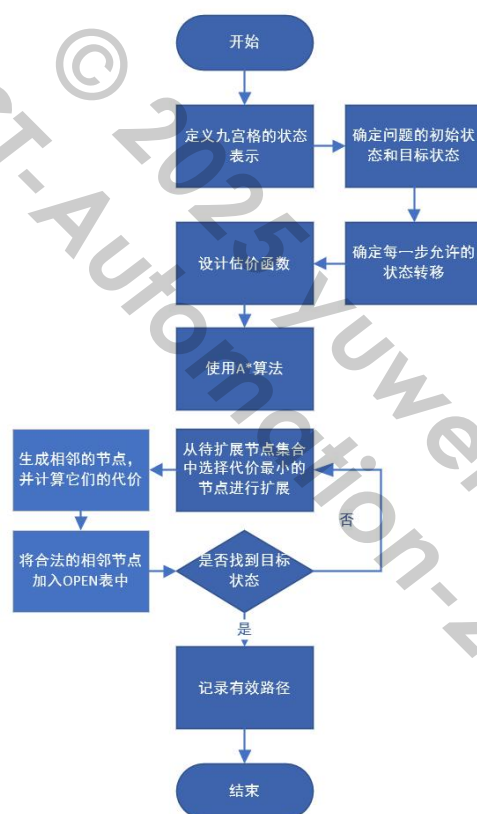 开始
定义九宫格的状态
表示
确定问题的初始状
态和目标状态
确定每一步允许的
状态转移
设计估价函数
使用A*算法
从待扩展节点集合
中选择代价最小的
节点进行扩展
生成相邻的节点，
并计算它们的代价
将合法的相邻节点
加入OPEN表中
是否找到目标
状态
否
是
记录有效路径
结束
© 2025 Yuwe
CT-Automation-2